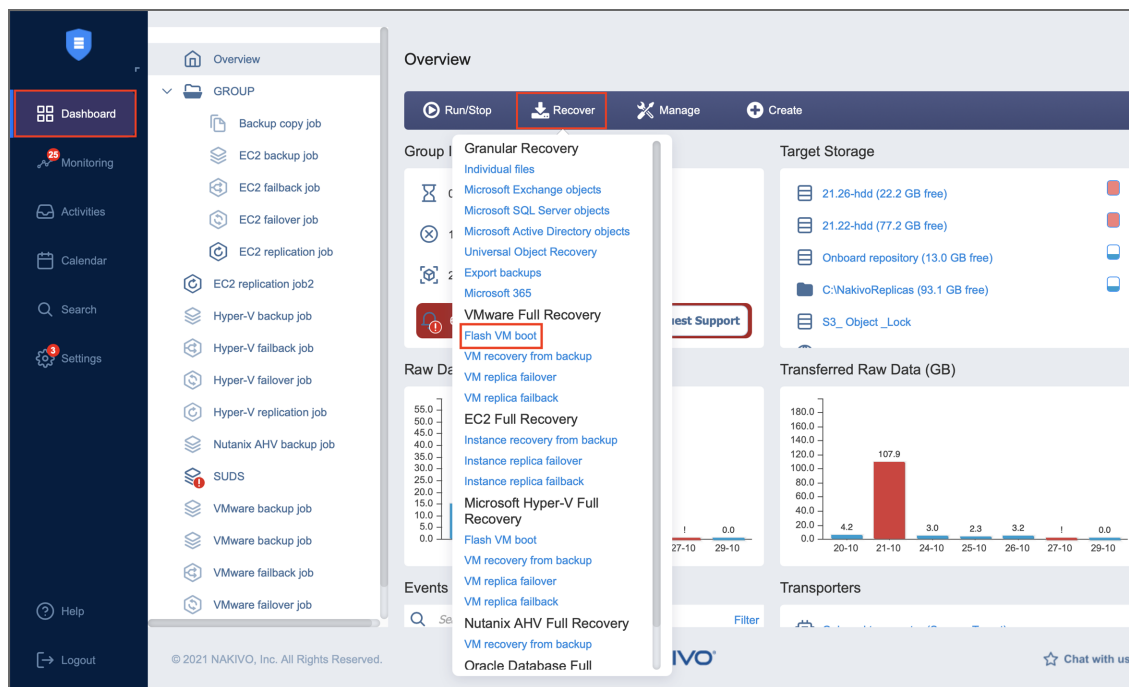 Dashboard
25
Monitoring
Activities
Calendar
Search
3
Settings
Help
Logout
Overview
GROUP
Backup copy job
EC2 backup job
EC2 failback job
EC2 failover job
EC2 replication job
EC2 replication job2
Hyper-V backup job
Hyper-V failback job
Hyper-V failover job
Hyper-V replication job
Nutanix AHV backup job
SUDS
VMware backup job
VMware backup job
VMware failback job
VMware failover job
© 2021 NAKIVO, Inc. All Rights Reserved.
Overview
Run/Stop
Recover
Manage
Create
Group
Granular Recovery
Individual files
Microsoft Exchange objects
Microsoft SQL Server objects
Microsoft Active Directory objects
Universal Object Recovery
Export backups
Microsoft 365
VMware Full Recovery
Flash VM boot
VM recovery from backup
VM replica failover
VM replica failback
EC2 Full Recovery
Instance recovery from backup
Instance replica failover
Instance replica failback
Microsoft Hyper-V Full
Recovery
Flash VM boot
VM recovery from backup
VM replica failover
VM replica failback
Nutanix AHV Full Recovery
VM recovery from backup
Oracle Database Full
Support
Raw
55.0
50.0
45.0
40.0
35.0
30.0
25.0
20.0
15.0
10.0
5.0
0.0
! 0.0
27-10 29-10
Events
Filter
Target Storage
21.26-hdd (22.2 GB free)
21.22-hdd (77.2 GB free)
Onboard repository (13.0 GB free)
C:\NakivoReplicas (93.1 GB free)
S3_ Object _Lock
Transferred Raw Data (GB)
180.0
160.0
140.0
120.0
100.0
80.0
60.0
40.0
20.0
0.0
4.2 107.9 3.0 2.3 3.2 ! 0.0
20-10 21-10 24-10 25-10 26-10 27-10 29-10
Transporters
Chat with us